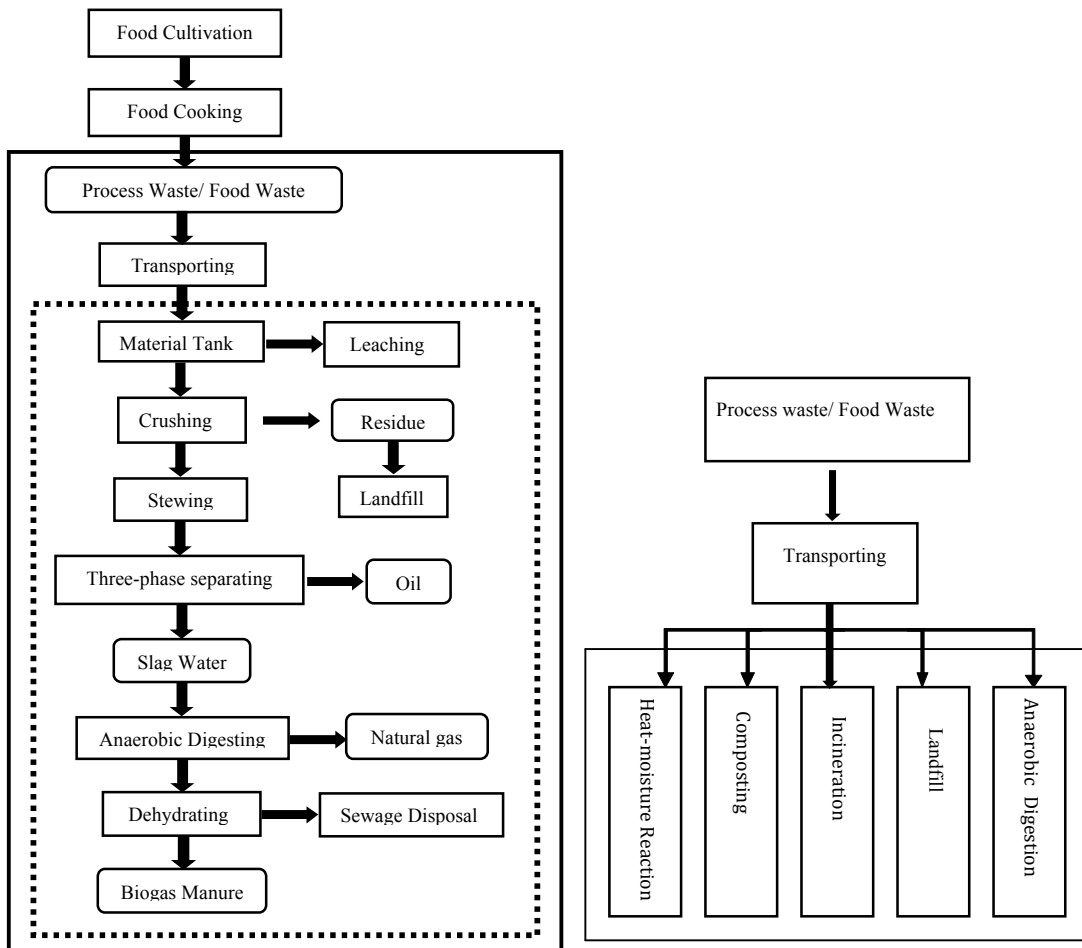 Food Cultivation
Food Cooking
Process Waste/ Food Waste
Transporting
Material Tank
Leaching
Crushing
Residue
Stewing
Landfill
Three-phase separating
Oil
Slag Water
Anaerobic Digesting
Natural gas
Dehydrating
Sewage Disposal
Biogas Manure
Process waste/ Food Waste
Transporting
Heat-moisture Reaction
Composting
Incineration
Landfill
Anaerobic Digestion